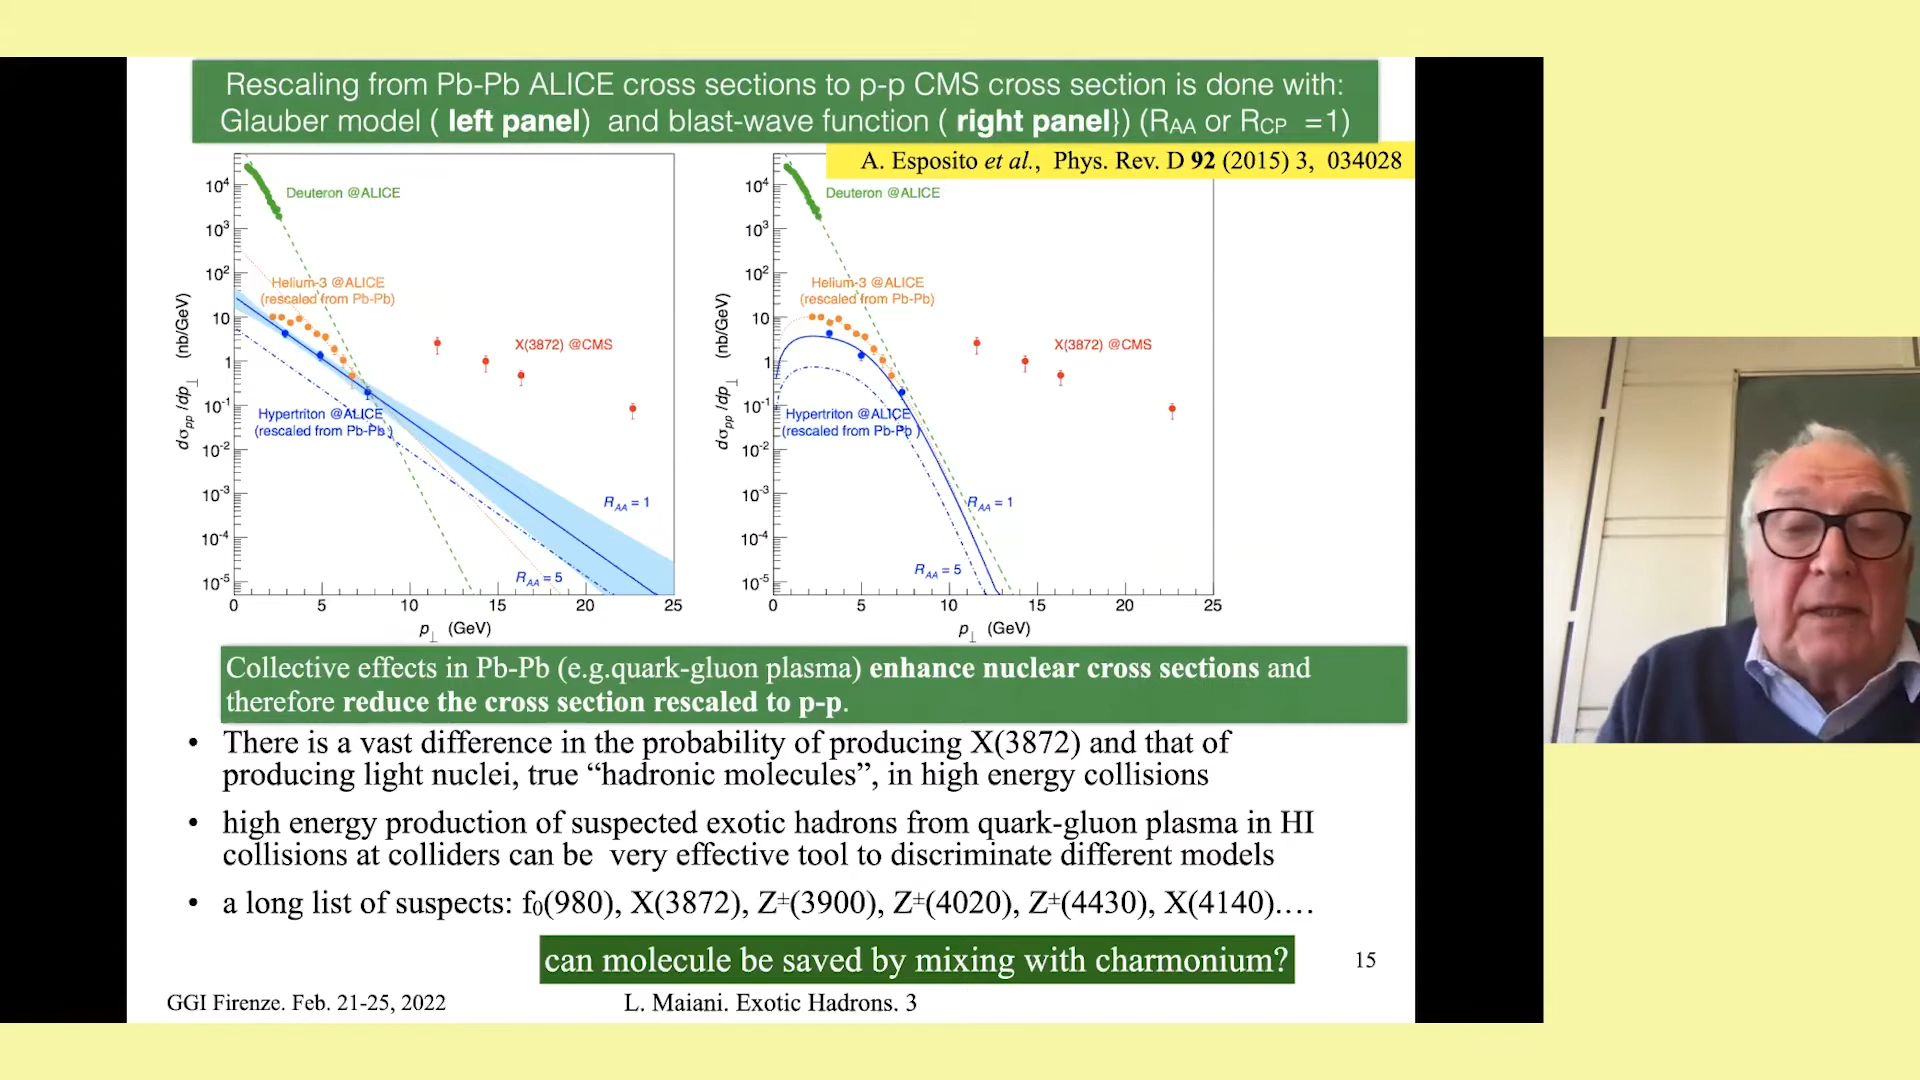 Rescaling from Pb-Pb ALICE cross sections to p-p CMS cross section is done with:
Glauber model ( left panel) and blast-wave function ( right panel}) (RAA or RCP =1)
A. Esposito et al., Phys. Rev. D 92 (2015) 3, 034028
dσpp/dp⊥ (nb/GeV)
10⁴
10³
10²
10
1
10⁻¹
10⁻²
10⁻³
10⁻⁴
10⁻⁵
Deuteron @ALICE
Helium-3 @ALICE
(rescaled from Pb-Pb)
X(3872) @CMS
Hypertriton @ALICE
(rescaled from Pb-Pb )
RAA = 1
RAA = 5
0 5 10 15 20 25
p⊥ (GeV)
dσpp/dp⊥ (nb/GeV)
10⁴
10³
10²
10
1
10⁻¹
10⁻²
10⁻³
10⁻⁴
10⁻⁵
Deuteron @ALICE
Helium-3 @ALICE
(rescaled from Pb-Pb)
X(3872) @CMS
Hypertriton @ALICE
(rescaled from Pb-Pb )
RAA = 1
RAA = 5
0 5 10 15 20 25
p⊥ (GeV)
Collective effects in Pb-Pb (e.g.quark-gluon plasma) enhance nuclear cross sections and
therefore reduce the cross section rescaled to p-p.
• There is a vast difference in the probability of producing X(3872) and that of
producing light nuclei, true “hadronic molecules”, in high energy collisions
• high energy production of suspected exotic hadrons from quark-gluon plasma in HI
collisions at colliders can be very effective tool to discriminate different models
• a long list of suspects: f₀(980), X(3872), Z±(3900), Z±(4020), Z±(4430), X(4140)….
can molecule be saved by mixing with charmonium?
15
GGI Firenze. Feb. 21-25, 2022
L. Maiani. Exotic Hadrons. 3